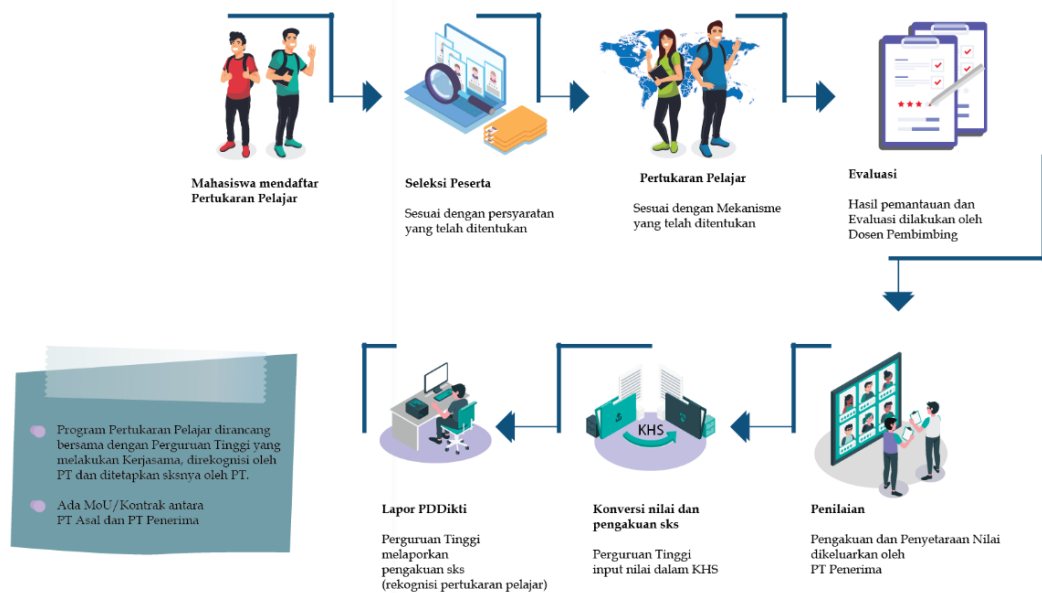 Mahasiswa mendaftar
Pertukaran Pelajar
Seleksi Peserta
Sesuai dengan persyaratan
yang telah ditentukan
Pertukaran Pelajar
Sesuai dengan Mekanisme
yang telah ditentukan
Evaluasi
Hasil pemantauan dan
Evaluasi dilakukan oleh
Dosen Pembimbing
Penilaian
Pengakuan dan Penyetaraan Nilai
dikeluarkan oleh
PT Penerima
KHS
Konversi nilai dan
pengakuan sks
Perguruan Tinggi
input nilai dalam KHS
Lapor PDDikti
Perguruan Tinggi
melaporkan
pengakuan sks
(rekognisi pertukaran pelajar)
Program Pertukaran Pelajar dirancang
bersama dengan Perguruan Tinggi yang
melakukan Kerjasama, direkognisi oleh
PT dan ditetapkan sksnya oleh PT.
Ada MoU/Kontrak antara
PT Asal dan PT Penerima